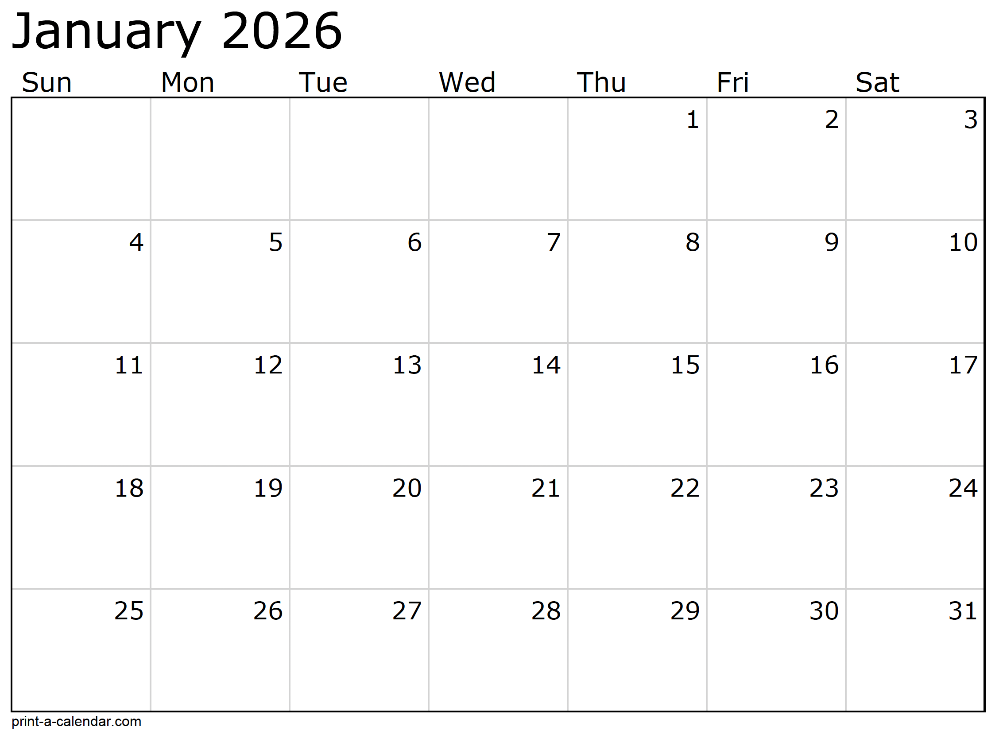 January 2026
Sun Mon Tue Wed Thu Fri Sat
1 2 3
4 5 6 7 8 9 10
11 12 13 14 15 16 17
18 19 20 21 22 23 24
25 26 27 28 29 30 31
print-a-calendar.com